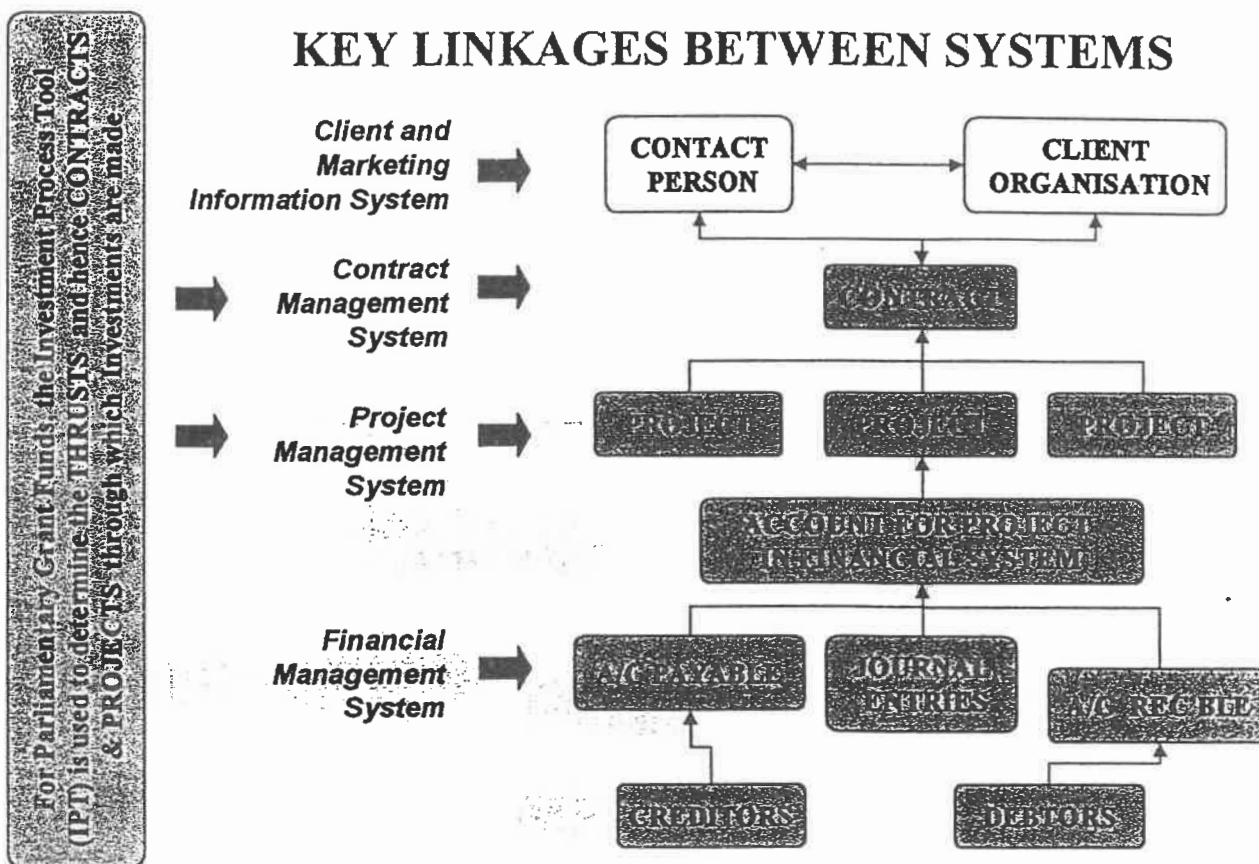 KEY LINKAGES BETWEEN SYSTEMS
For Parliamentary Grant Funds, the Investment Process Tool
(IPT) is used to determine the THRUSTS and hence CONTRACTS
& PROJECTS through which Investments are made
Client and
Marketing
Information System
CONTACT
PERSON
CLIENT
ORGANISATION
Contract
Management
System
CONTRACT
Project
Management
System
PROJECT
PROJECT
PROJECT
ACCOUNT FOR PROJECT
IN FINANCIAL SYSTEM
Financial
Management
System
A/C PAYABLE
JOURNAL
ENTRIES
A/C REC'BLE
CREDITORS
DEBTORS